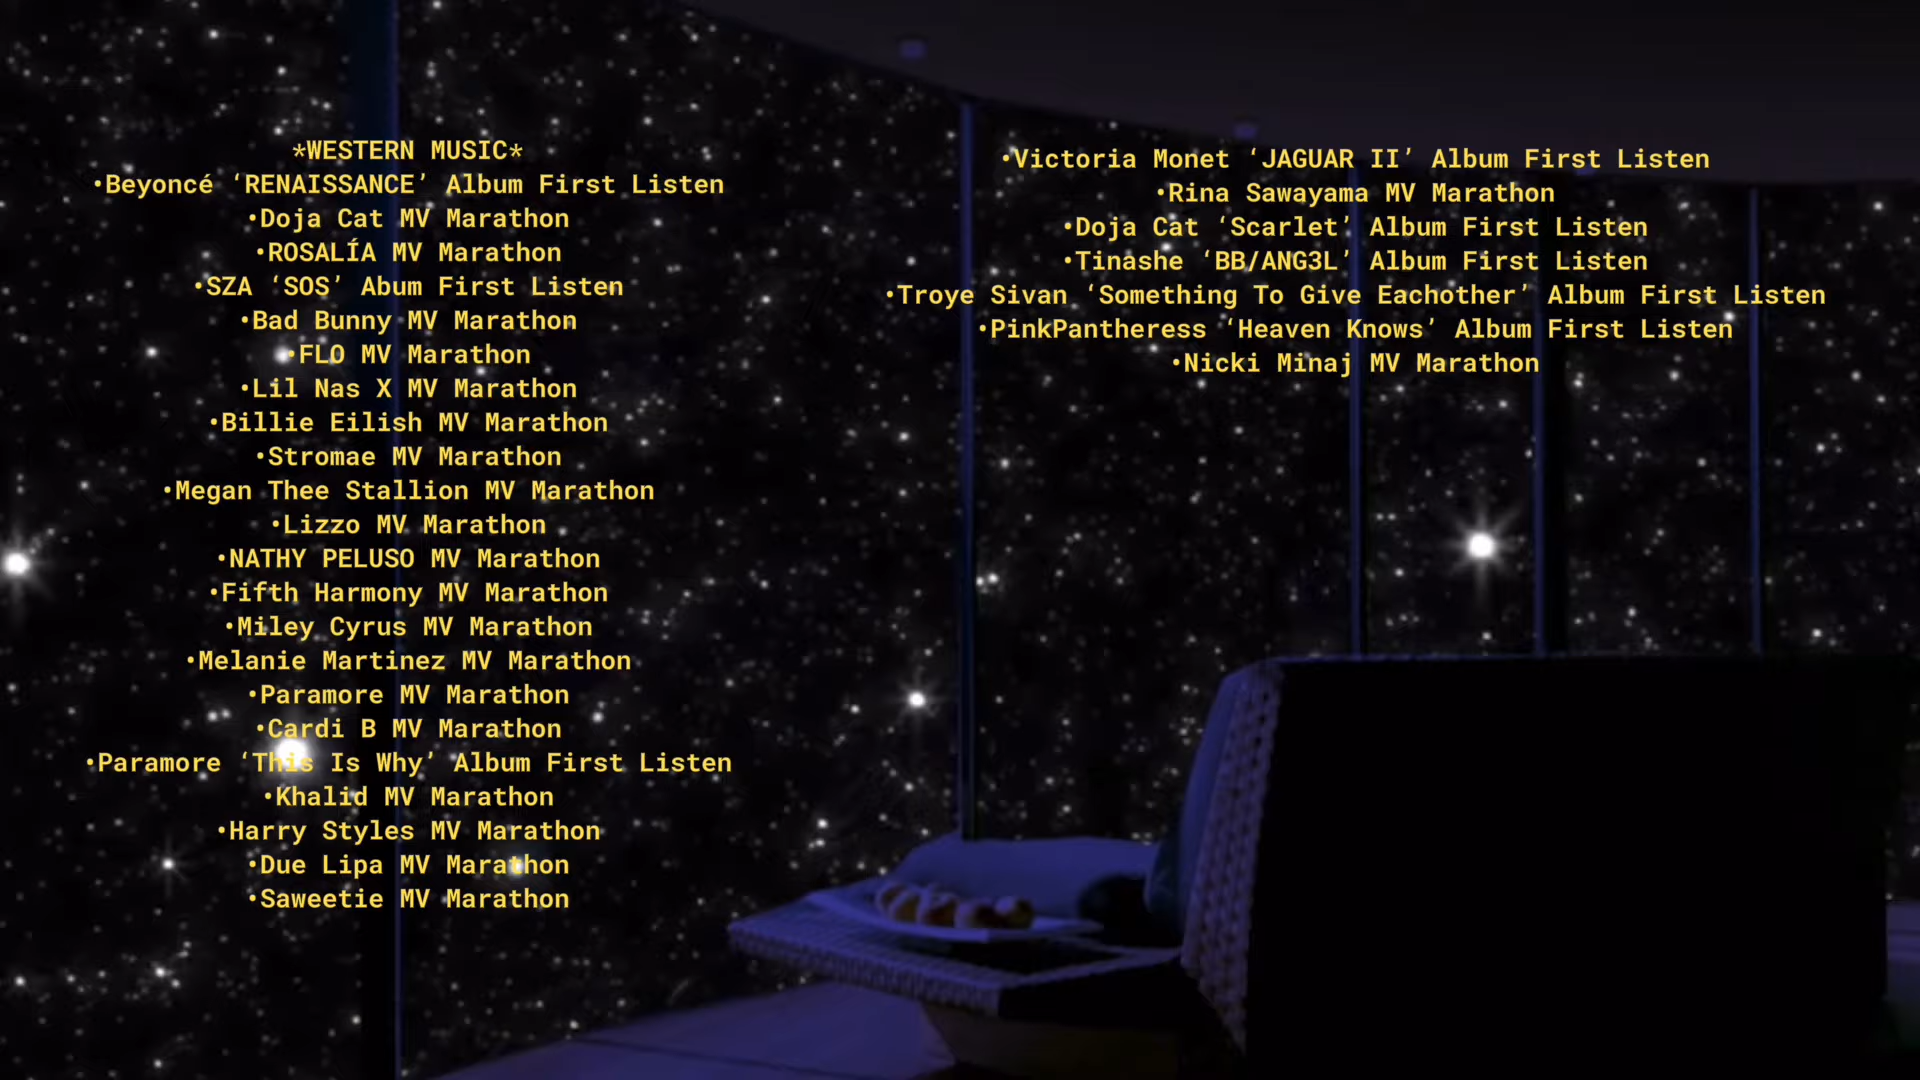 *WESTERN MUSIC*
•Beyoncé ‘RENAISSANCE’ Album First Listen
•Doja Cat MV Marathon
•ROSALÍA MV Marathon
•SZA ‘SOS’ Abum First Listen
•Bad Bunny MV Marathon
•FLO MV Marathon
•Lil Nas X MV Marathon
•Billie Eilish MV Marathon
•Stromae MV Marathon
•Megan Thee Stallion MV Marathon
•Lizzo MV Marathon
•NATHY PELUSO MV Marathon
•Fifth Harmony MV Marathon
•Miley Cyrus MV Marathon
•Melanie Martinez MV Marathon
•Paramore MV Marathon
•Cardi B MV Marathon
•Paramore ‘This Is Why’ Album First Listen
•Khalid MV Marathon
•Harry Styles MV Marathon
•Due Lipa MV Marathon
•Saweetie MV Marathon
•Victoria Monet ‘JAGUAR II’ Album First Listen
•Rina Sawayama MV Marathon
•Doja Cat ‘Scarlet’ Album First Listen
•Tinashe ‘BB/ANG3L’ Album First Listen
•Troye Sivan ‘Something To Give Eachother’ Album First Listen
•PinkPantheress ‘Heaven Knows’ Album First Listen
•Nicki Minaj MV Marathon